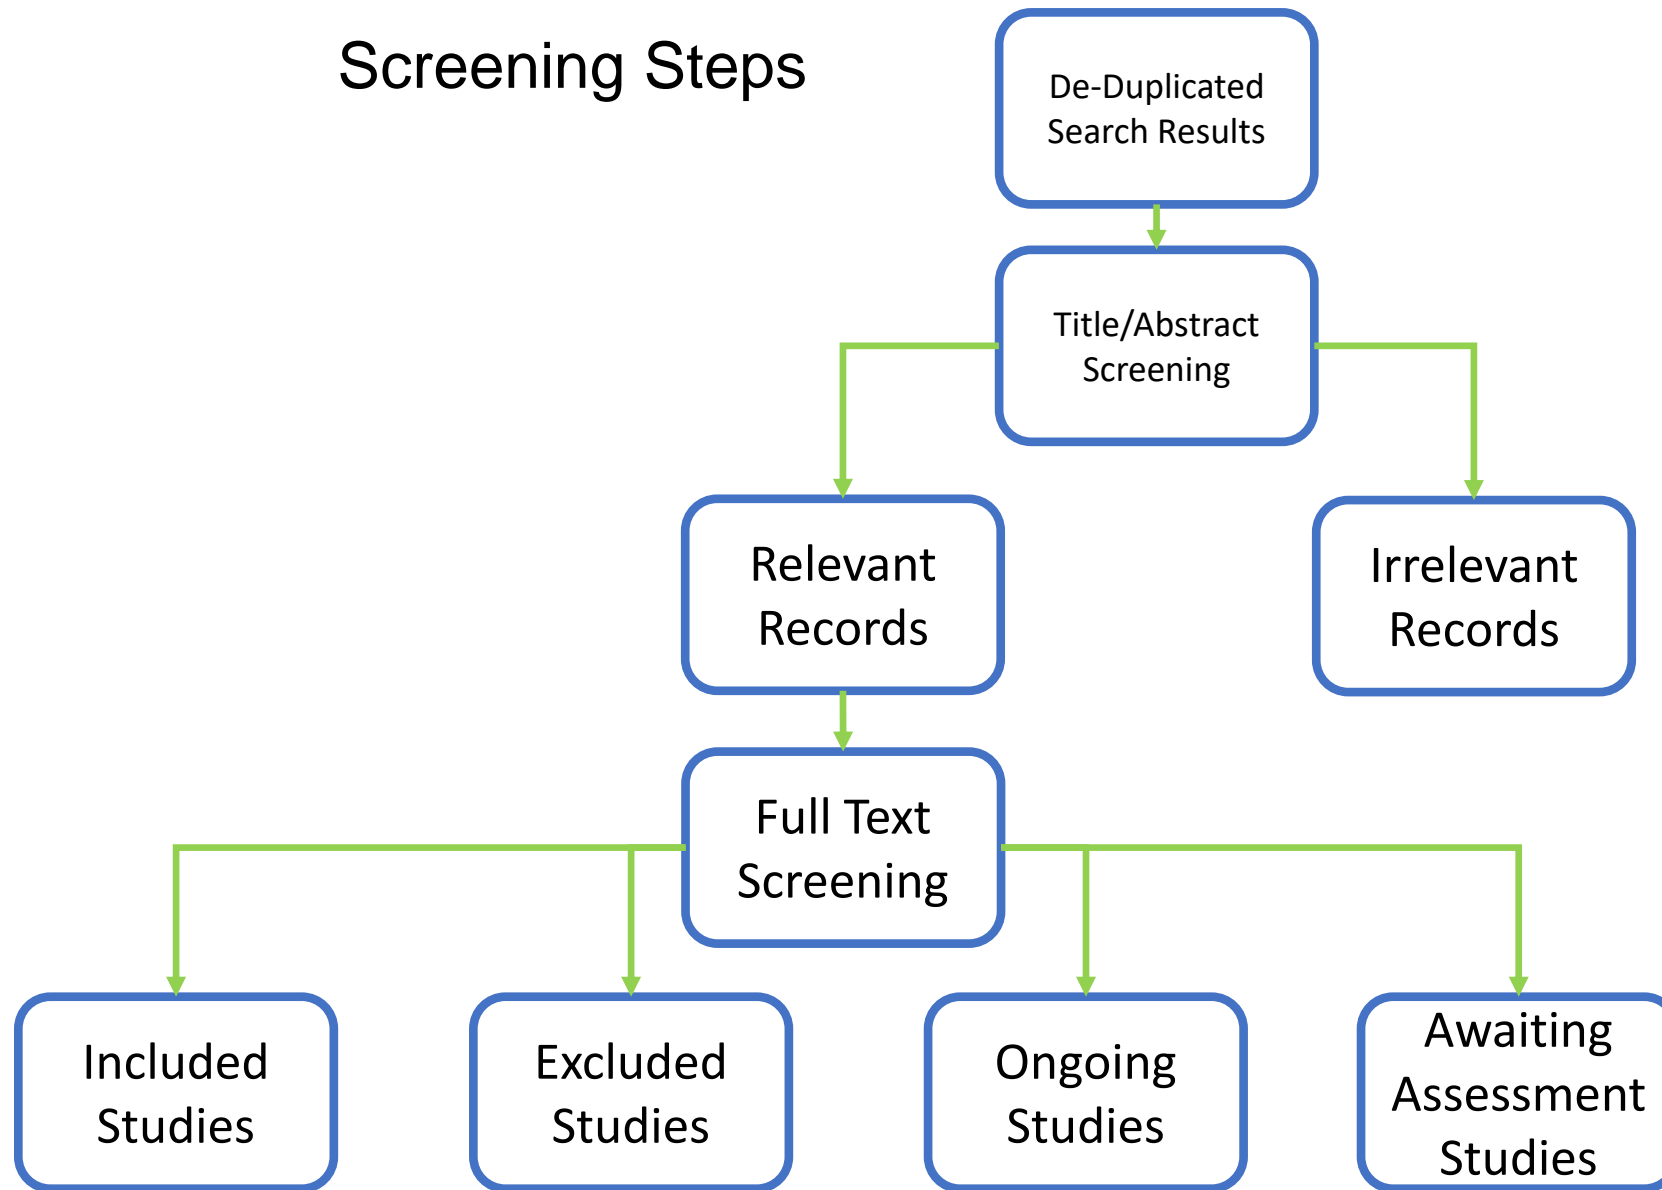 Screening Steps
De-Duplicated
Search Results
Title/Abstract
Screening
Relevant
Records
Irrelevant
Records
Full Text
Screening
Included
Studies
Excluded
Studies
Ongoing
Studies
Awaiting
Assessment
Studies